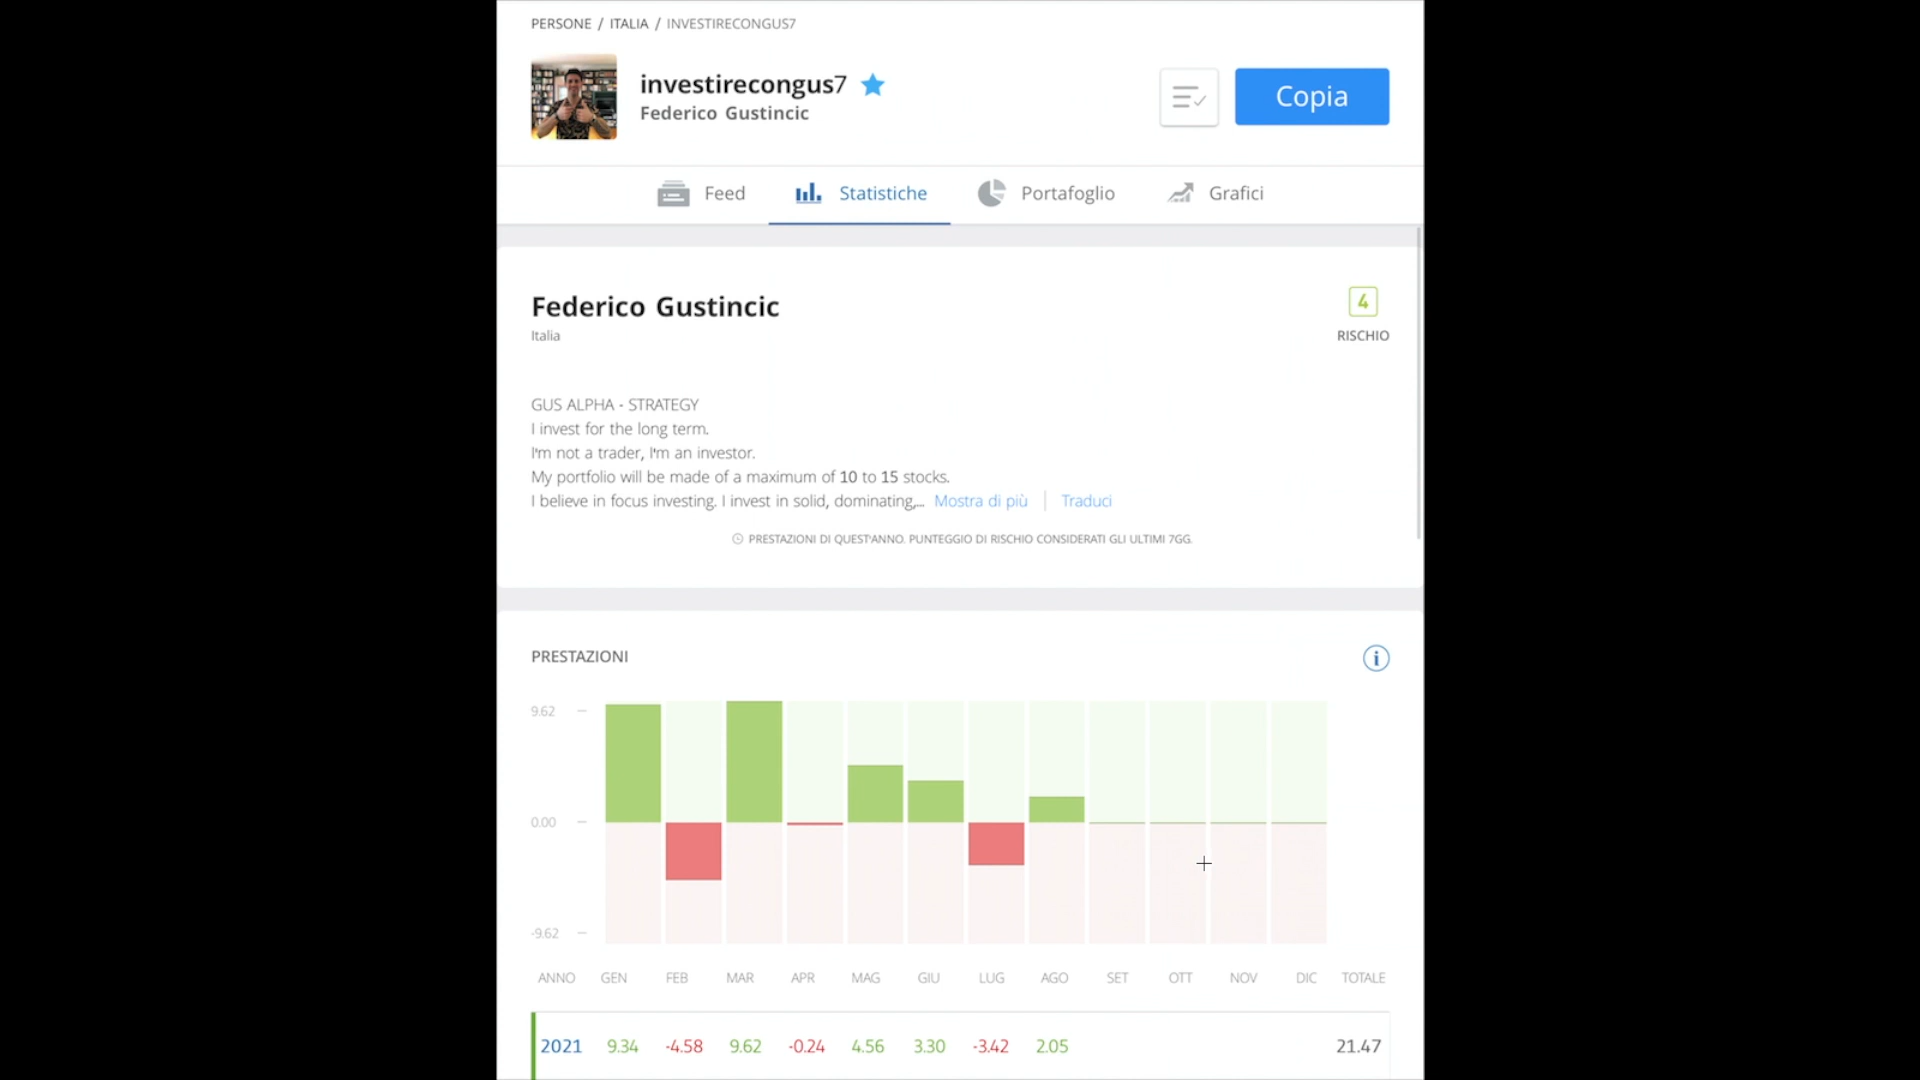 PERSONE / ITALIA / INVESTIRECONGUS7
investirecongus7
Federico Gustincic
Copia
Feed
Statistiche
Portafoglio
Grafici
Federico Gustincic
Italia
4
RISCHIO
GUS ALPHA - STRATEGY
I invest for the long term.
I'm not a trader, I'm an investor.
My portfolio will be made of a maximum of 10 to 15 stocks.
I believe in focus investing. I invest in solid, dominating,... Mostra di più | Traduci
PRESTAZIONI DI QUEST'ANNO. PUNTEGGIO DI RISCHIO CONSIDERATI GLI ULTIMI 7GG.
PRESTAZIONI
9.62
0.00
-9.62
ANNO GEN FEB MAR APR MAG GIU LUG AGO SET OTT NOV DIC TOTALE
2021 9.34 -4.58 9.62 -0.24 4.56 3.30 -3.42 2.05 21.47